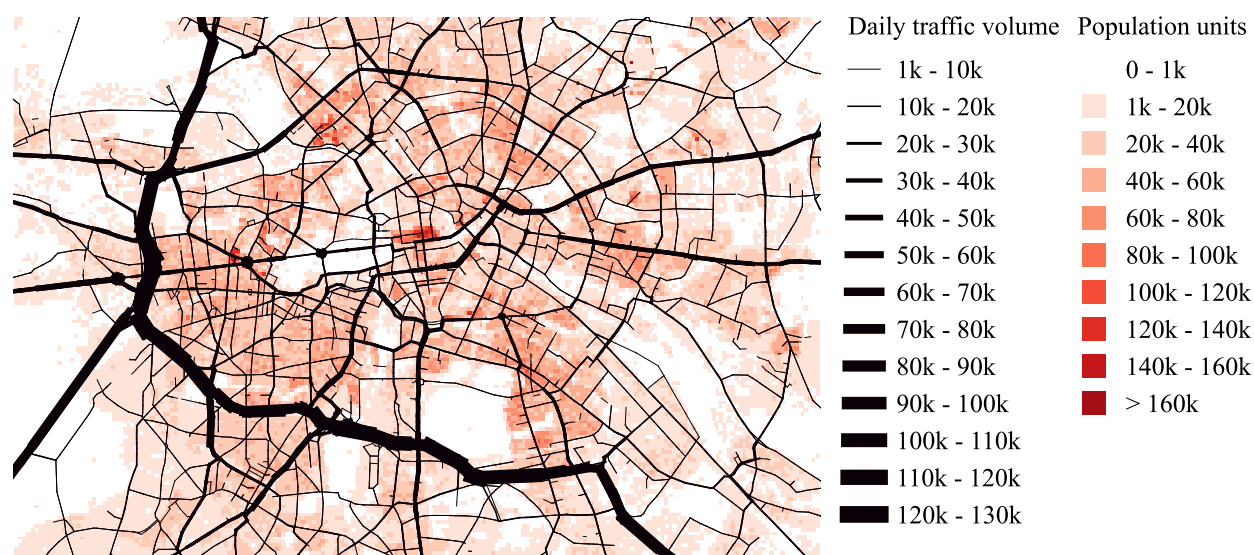 Daily traffic volume
1k - 10k
10k - 20k
20k - 30k
30k - 40k
40k - 50k
50k - 60k
60k - 70k
70k - 80k
80k - 90k
90k - 100k
100k - 110k
110k - 120k
120k - 130k
Population units
0 - 1k
1k - 20k
20k - 40k
40k - 60k
60k - 80k
80k - 100k
100k - 120k
120k - 140k
140k - 160k
> 160k